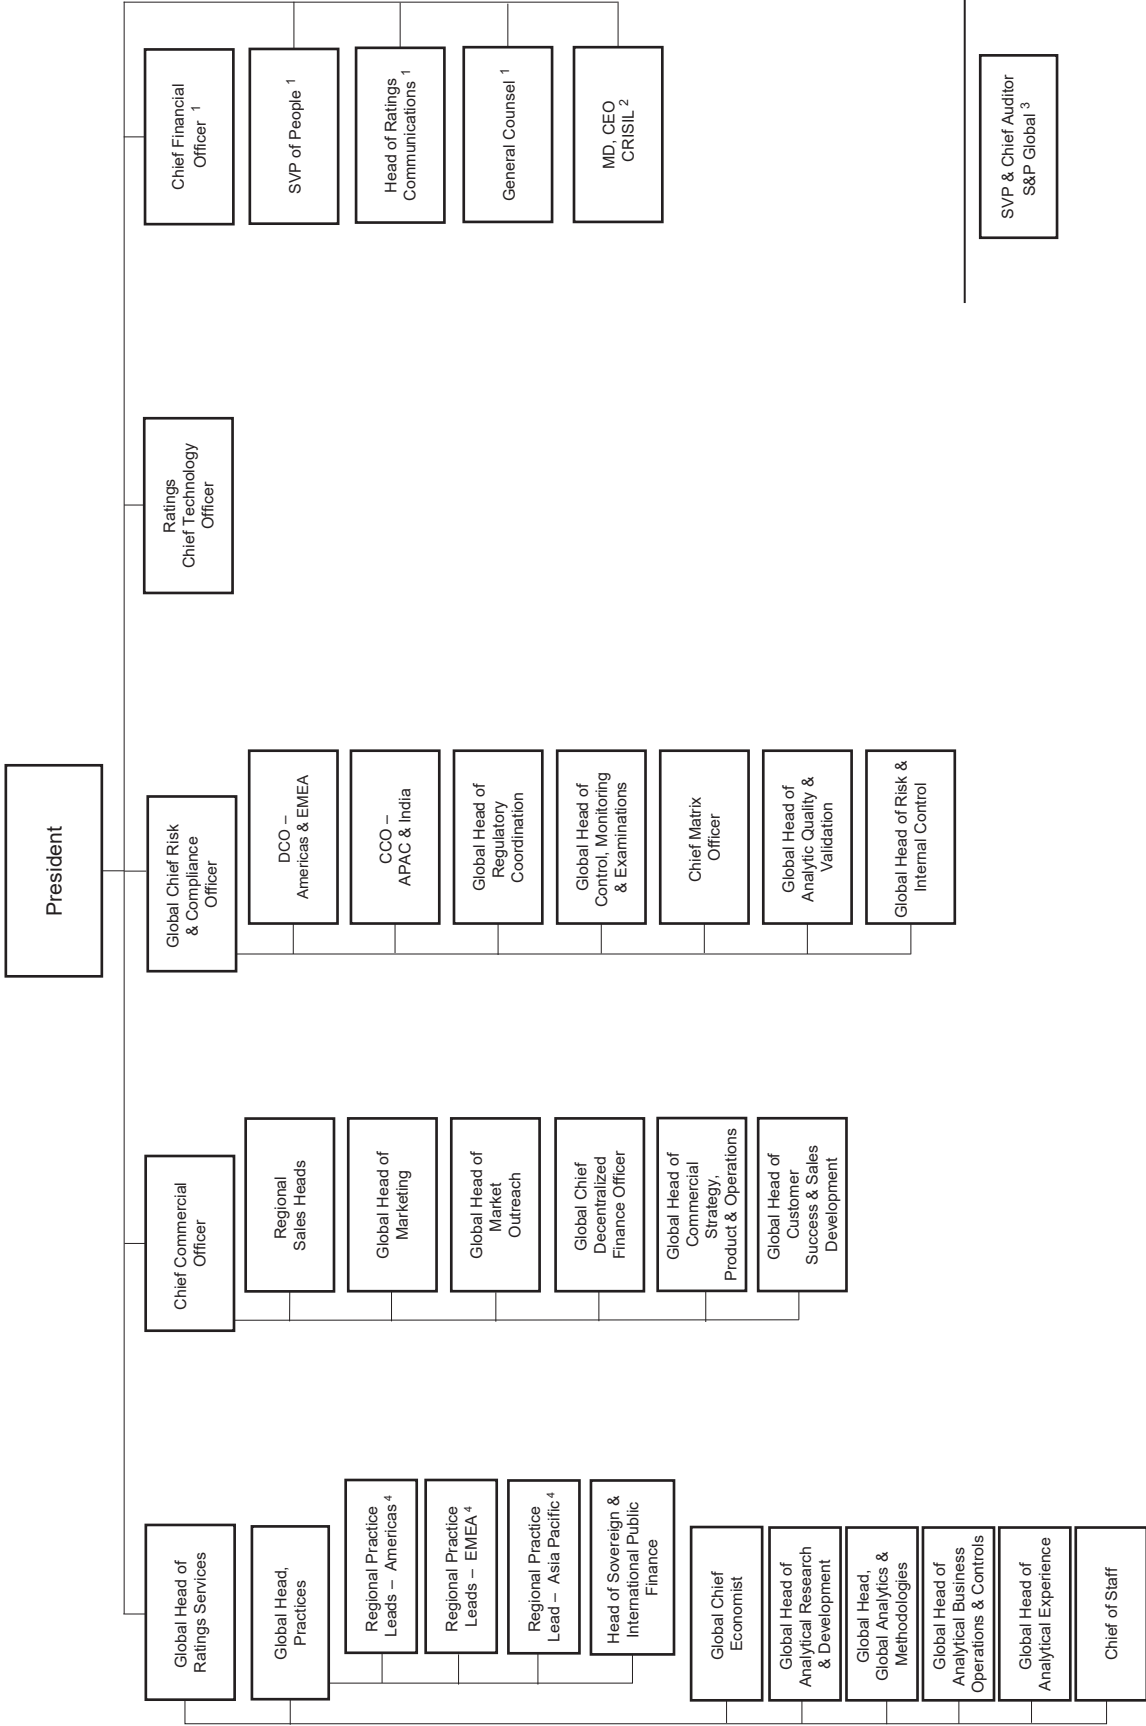 President
Global Head of
Ratings Services
Global Head,
Practices
Regional Practice
Leads – Americas 4
Regional Practice
Leads – EMEA 4
Regional Practice
Lead – Asia Pacific 4
Head of Sovereign &
International Public
Finance
Global Chief
Economist
Global Head of
Analytical Research
& Development
Global Head,
Global Analytics &
Methodologies
Global Head of
Analytical Business
Operations & Controls
Global Head of
Analytical Experience
Chief of Staff
Chief Commercial
Officer
Regional
Sales Heads
Global Head of
Marketing
Global Head of
Market
Outreach
Global Chief
Decentralized
Finance Officer
Global Head of
Commercial
Strategy,
Product & Operations
Global Head of
Customer
Success & Sales
Development
Global Chief Risk
& Compliance
Officer
DCO –
Americas & EMEA
CCO –
APAC & India
Global Head of
Regulatory
Coordination
Global Head of
Control, Monitoring
& Examinations
Chief Matrix
Officer
Global Head of
Analytic Quality &
Validation
Global Head of Risk &
Internal Control
Ratings
Chief Technology
Officer
Chief Financial
Officer 1
SVP of People 1
Head of Ratings
Communications 1
General Counsel 1
MD, CEO
CRISIL 2
SVP & Chief Auditor
S&P Global 3